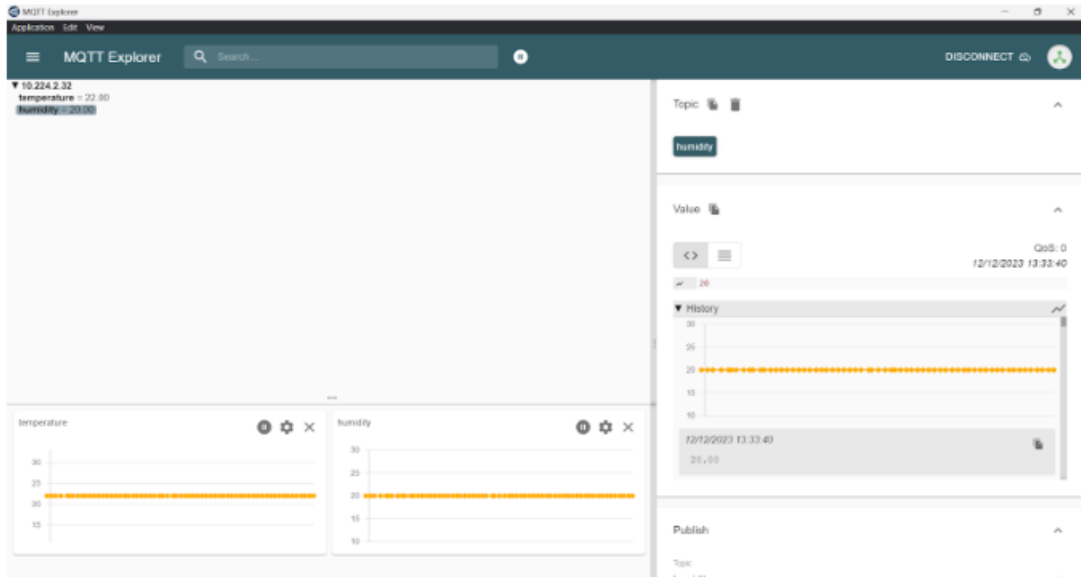 MQTT Explorer
Application Edit View
MQTT Explorer
Search...
DISCONNECT
▼ 10.224.2.32
temperature = 22.00
humidity = 20.00
Topic
humidity
Value
QoS: 0
12/12/2023 13:33:40
20
▼ History
30
25
20
15
10
12/12/2023 13:33:40
20.00
temperature
30
25
20
15
humidity
30
25
20
15
10
Publish
Topic